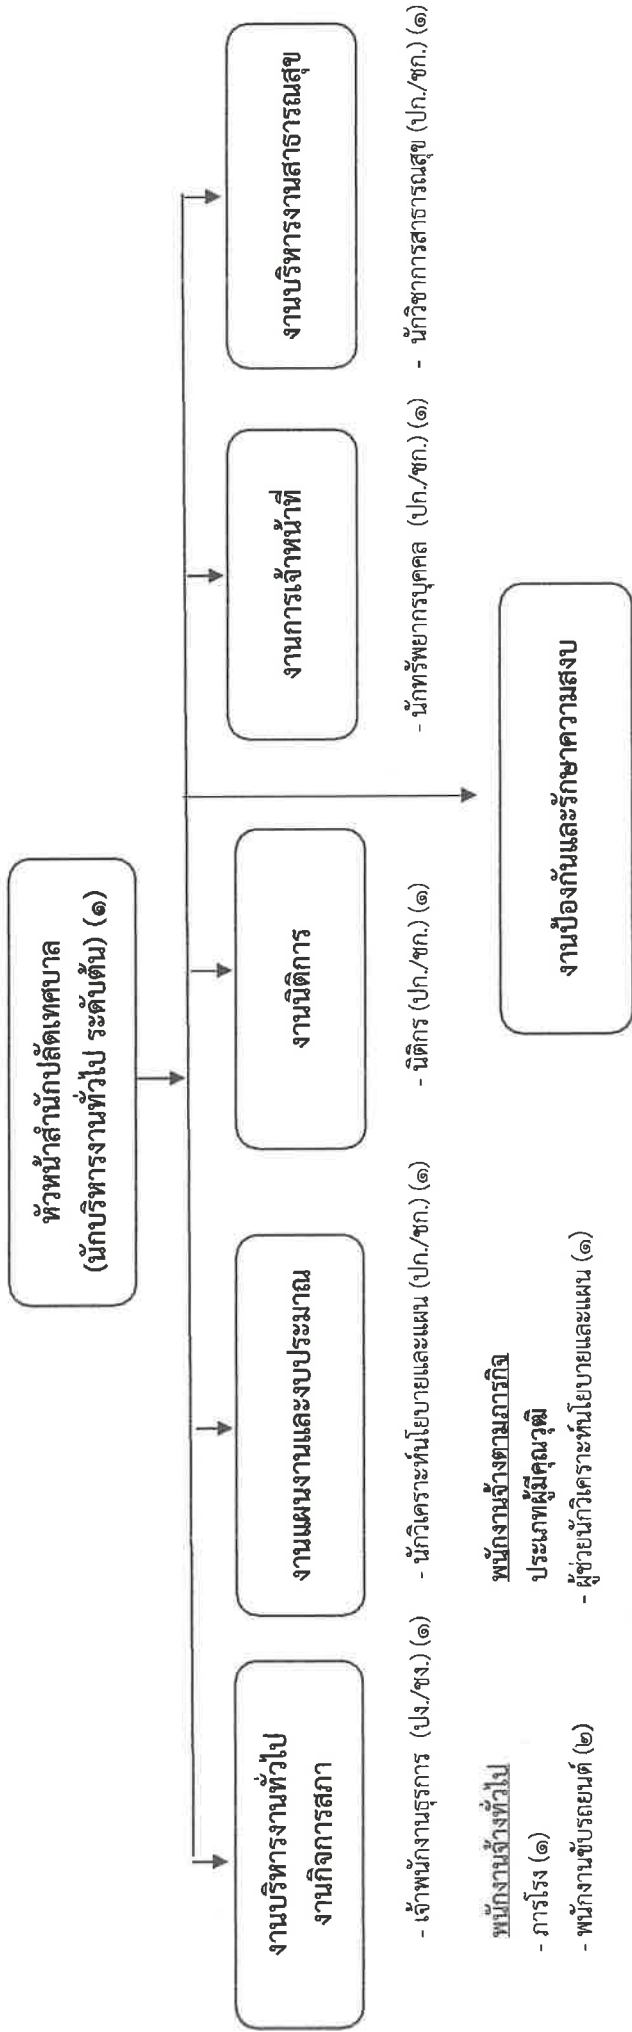 หัวหน้าสำนักปลัดเทศบาล
(นักบริหารงานทั่วไป ระดับต้น) (๑)
งานบริหารงานทั่วไป
งานกิจการสภา
งานแผนงานและงบประมาณ
งานนิติการ
งานการเจ้าหน้าที่
งานบริหารงานสาธารณสุข
- เจ้าพนักงานธุรการ (ปง./ชง.) (๑)
- นักวิเคราะห์นโยบายและแผน (ปก./ชก.) (๑)
- นิติกร (ปก./ชก.) (๑)
- นักทรัพยากรบุคคล (ปก./ชก.) (๑)
- นักวิชาการสาธารณสุข (ปก./ชก.) (๑)
พนักงานจ้างทั่วไป
- ภารโรง (๑)
- พนักงานขับรถยนต์ (๒)
พนักงานจ้างตามภารกิจ
ประเภทผู้มีคุณวุฒิ
- ผู้ช่วยนักวิเคราะห์นโยบายและแผน (๑)
งานป้องกันและรักษาความสงบ